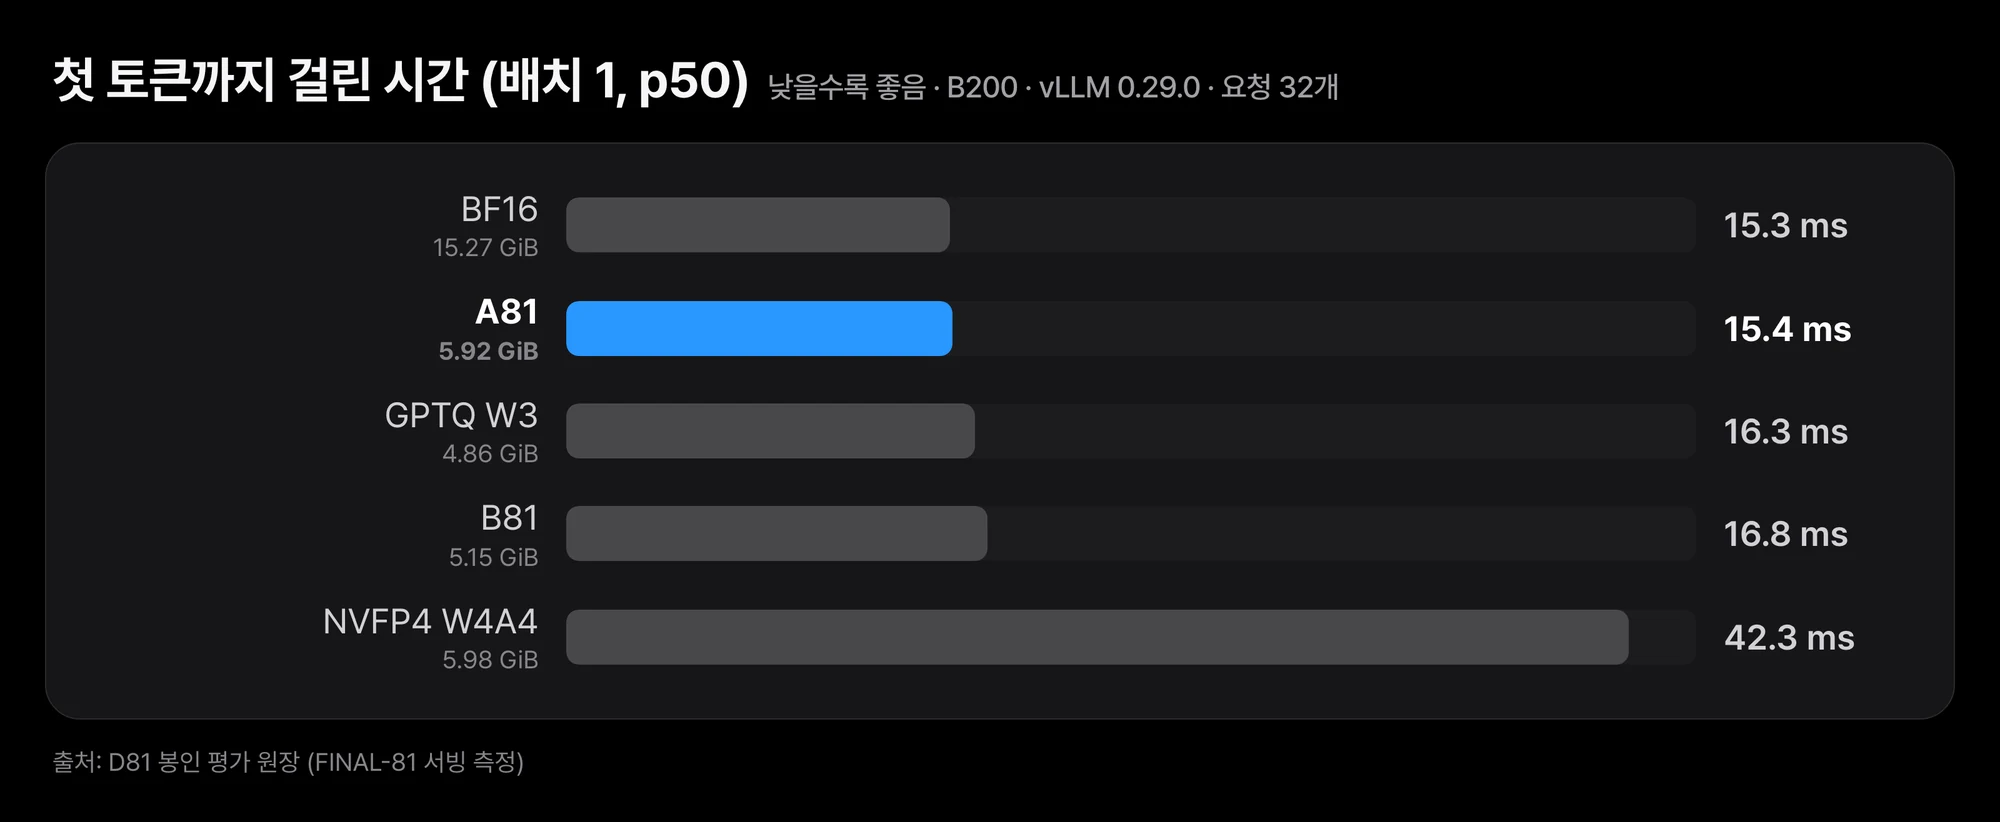 첫 토큰까지 걸린 시간 (배치 1, p50) 낮을수록 좋음 · B200 · vLLM 0.29.0 · 요청 32개
BF16
15.27 GiB
15.3 ms
A81
5.92 GiB
15.4 ms
GPTQ W3
4.86 GiB
16.3 ms
B81
5.15 GiB
16.8 ms
NVFP4 W4A4
5.98 GiB
42.3 ms
출처: D81 봉인 평가 원장 (FINAL-81 서빙 측정)